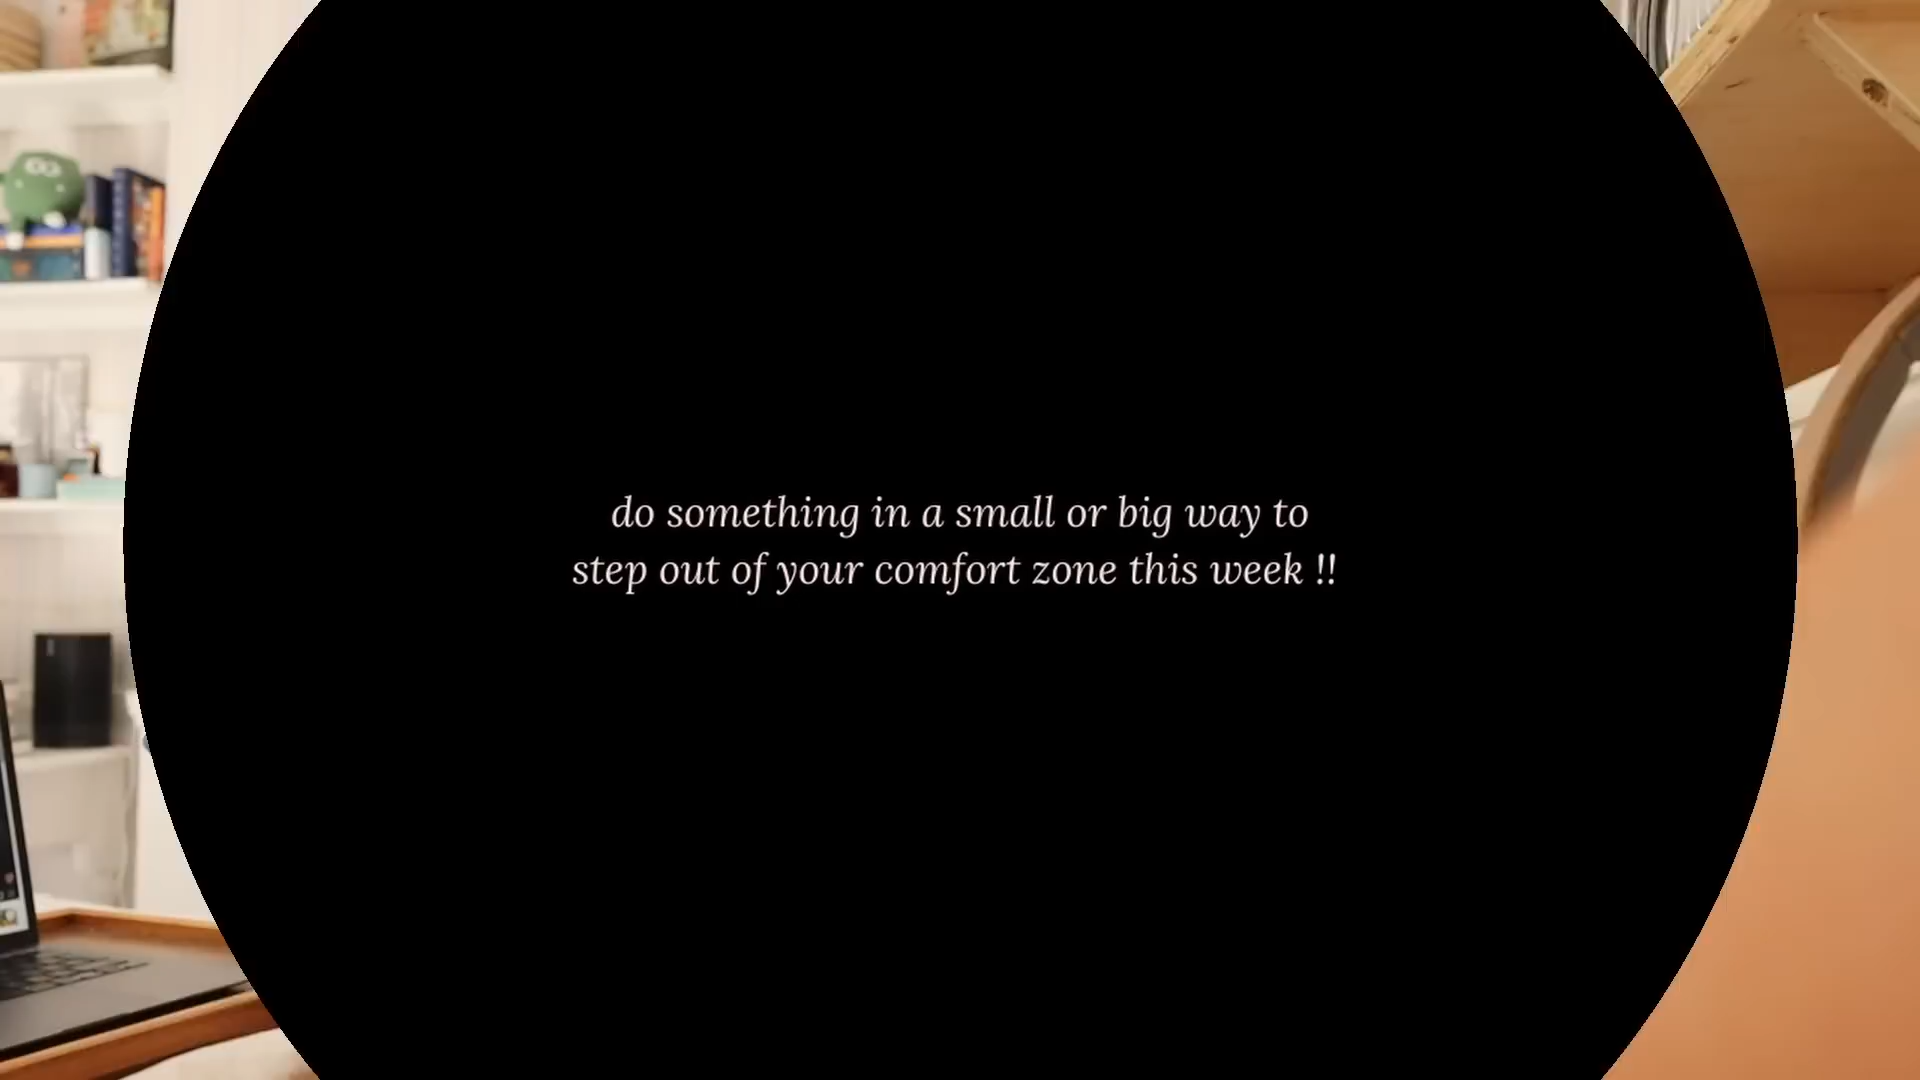 do something in a small or big way to
step out of your comfort zone this week !!